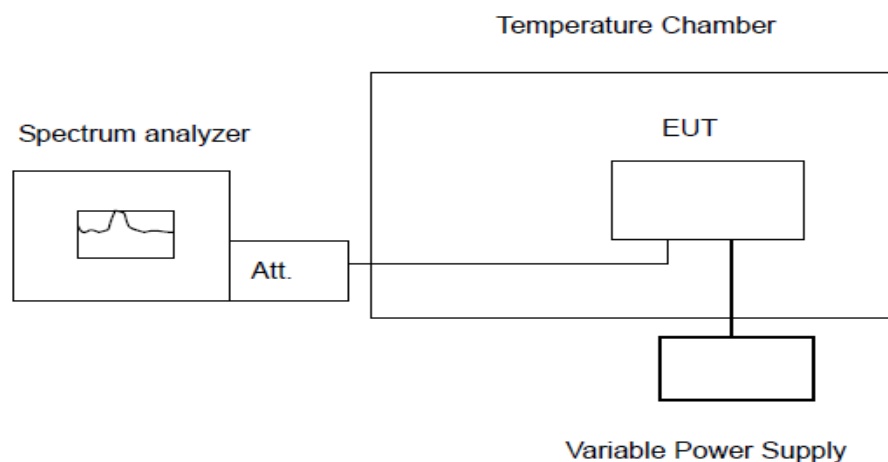 Temperature Chamber
Spectrum analyzer
EUT
Att.
Variable Power Supply